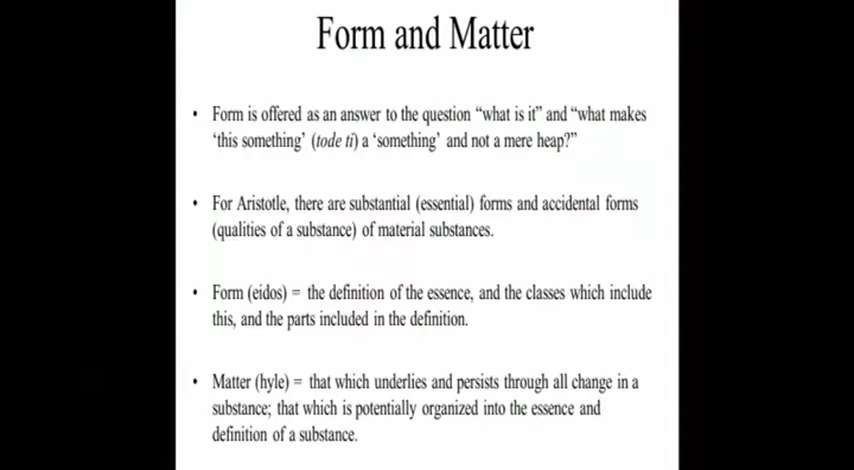 Form and Matter
• Form is offered as an answer to the question “what is it” and “what makes
‘this something’ (tode ti) a ‘something’ and not a mere heap?”
• For Aristotle, there are substantial (essential) forms and accidental forms
(qualities of a substance) of material substances.
• Form (eidos) = the definition of the essence, and the classes which include
this, and the parts included in the definition.
• Matter (hyle) = that which underlies and persists through all change in a
substance; that which is potentially organized into the essence and
definition of a substance.